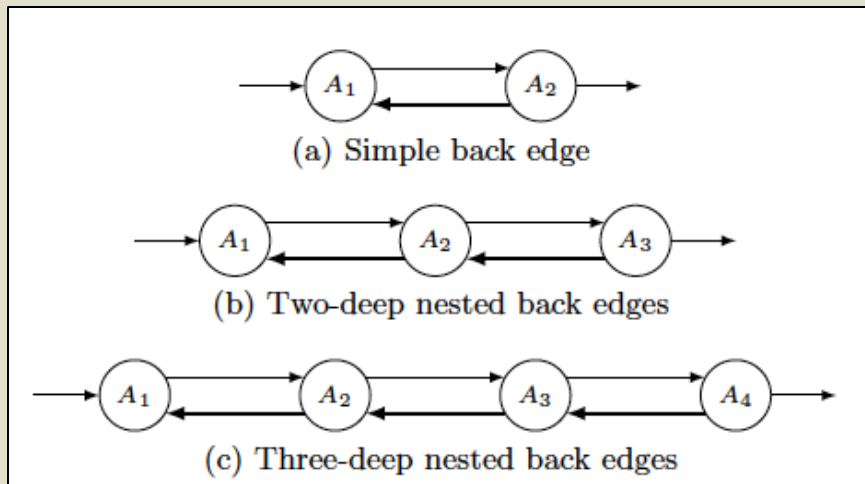 A1 A2
(a) Simple back edge
A1 A2 A3
(b) Two-deep nested back edges
A1 A2 A3 A4
(c) Three-deep nested back edges